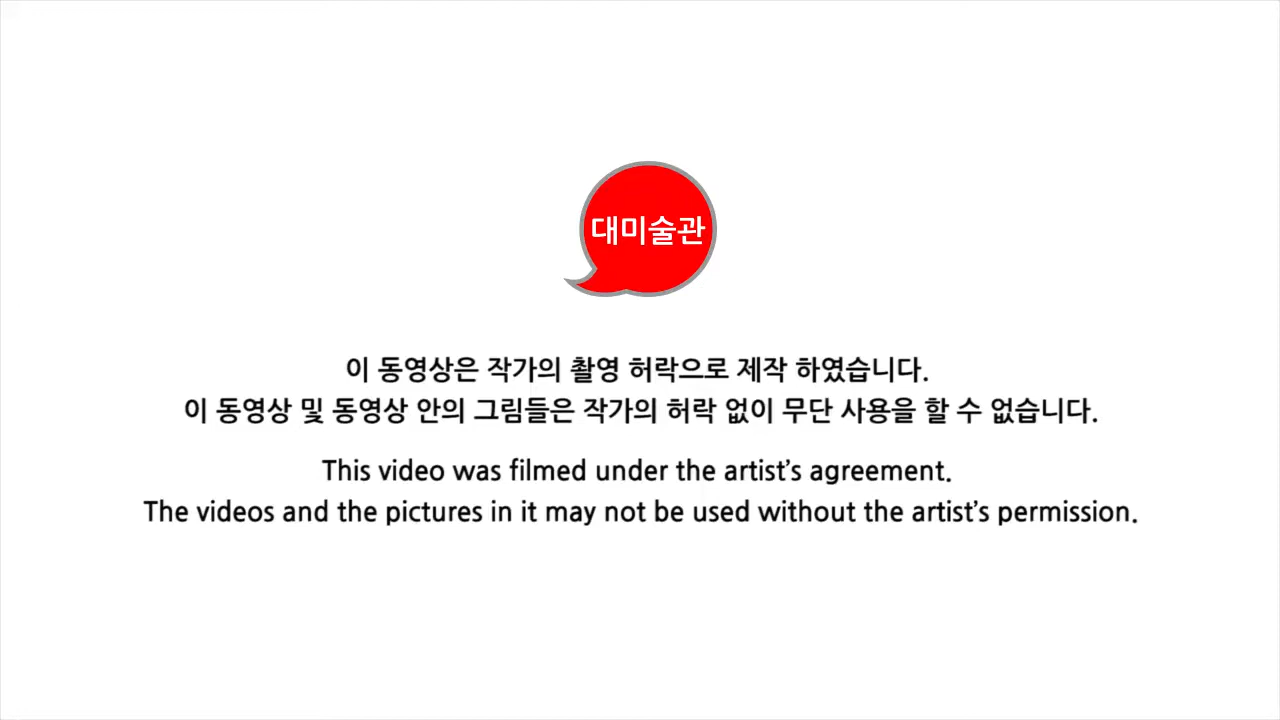 대미술관
이 동영상은 작가의 촬영 허락으로 제작 하였습니다.
이 동영상 및 동영상 안의 그림들은 작가의 허락 없이 무단 사용을 할 수 없습니다.
This video was filmed under the artist’s agreement.
The videos and the pictures in it may not be used without the artist’s permission.